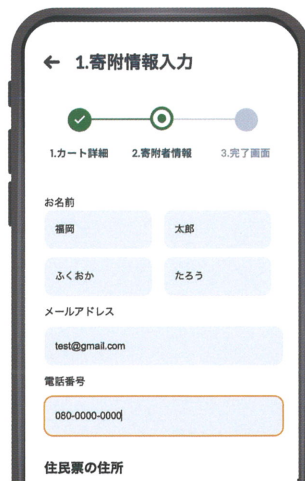 ← 1.寄附情報入力
1.カート詳細 2.寄附者情報 3.完了画面
お名前
福岡 太郎
ふくおか たろう
メールアドレス
test@gmail.com
電話番号
080-0000-0000
住民票の住所